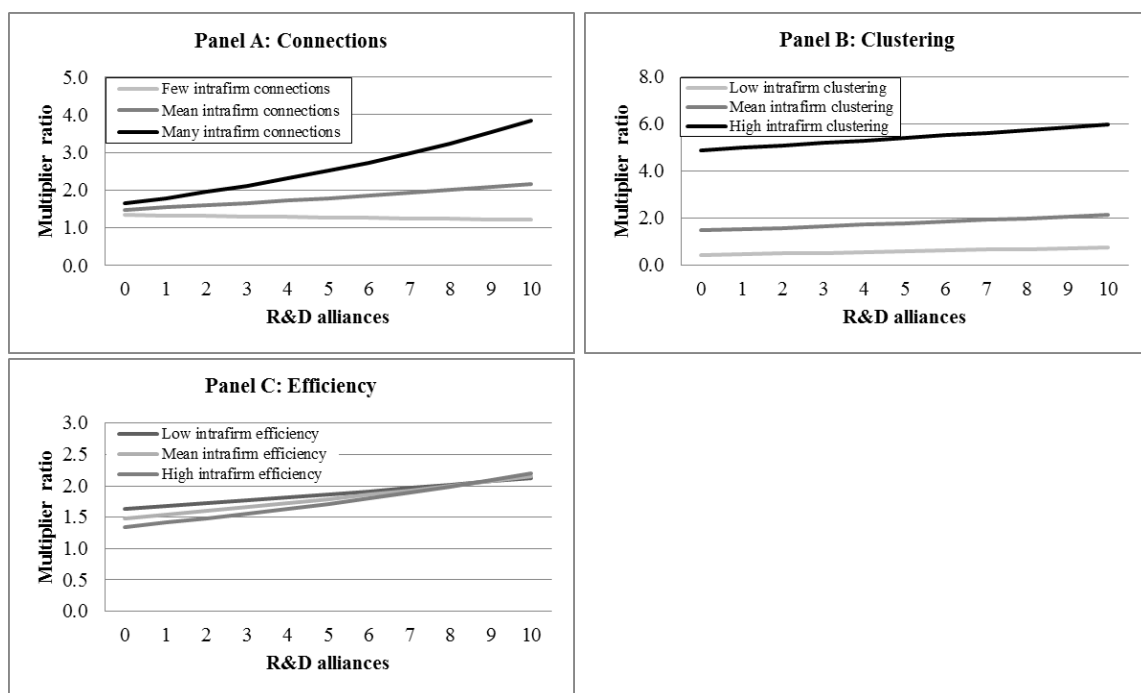 Panel A: Connections
5.0
4.0
3.0
2.0
1.0
0.0
Few intrafirm connections
Mean intrafirm connections
Many intrafirm connections
Multiplier ratio
0 1 2 3 4 5 6 7 8 9 10
R&D alliances
Panel B: Clustering
8.0
6.0
4.0
2.0
0.0
Low intrafirm clustering
Mean intrafirm clustering
High intrafirm clustering
Multiplier ratio
0 1 2 3 4 5 6 7 8 9 10
R&D alliances
Panel C: Efficiency
3.0
2.5
2.0
1.5
1.0
0.5
0.0
Low intrafirm efficiency
Mean intrafirm efficiency
High intrafirm efficiency
Multiplier ratio
0 1 2 3 4 5 6 7 8 9 10
R&D alliances